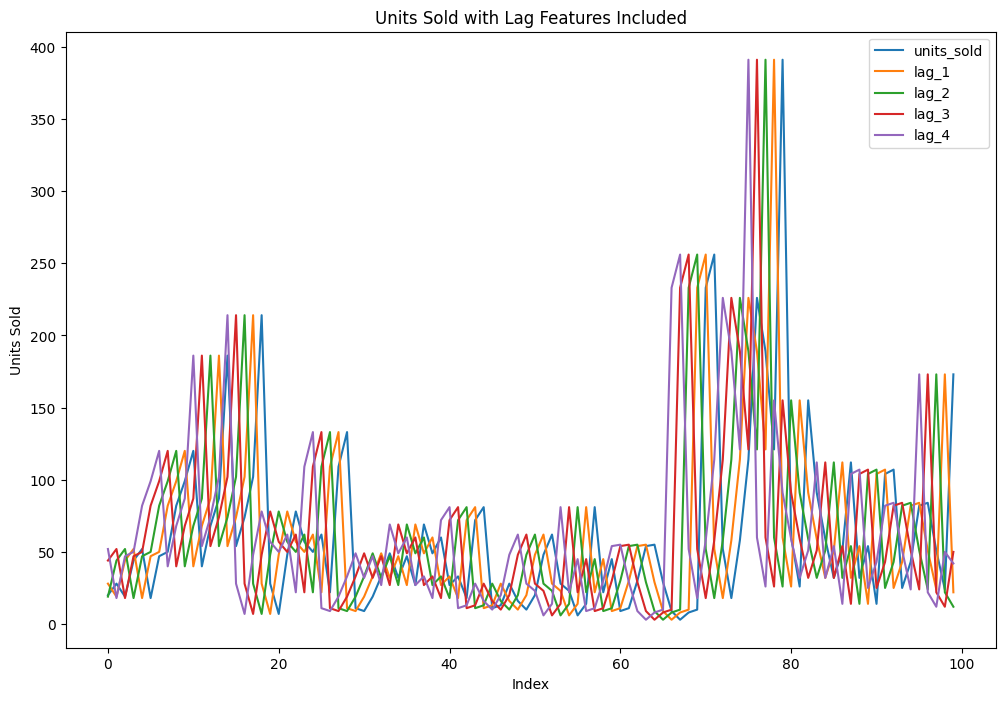 Units Sold with Lag Features Included
units_sold
lag_1
lag_2
lag_3
lag_4
400
350
300
250
200
150
100
50
0
Units Sold
0 20 40 60 80 100
Index